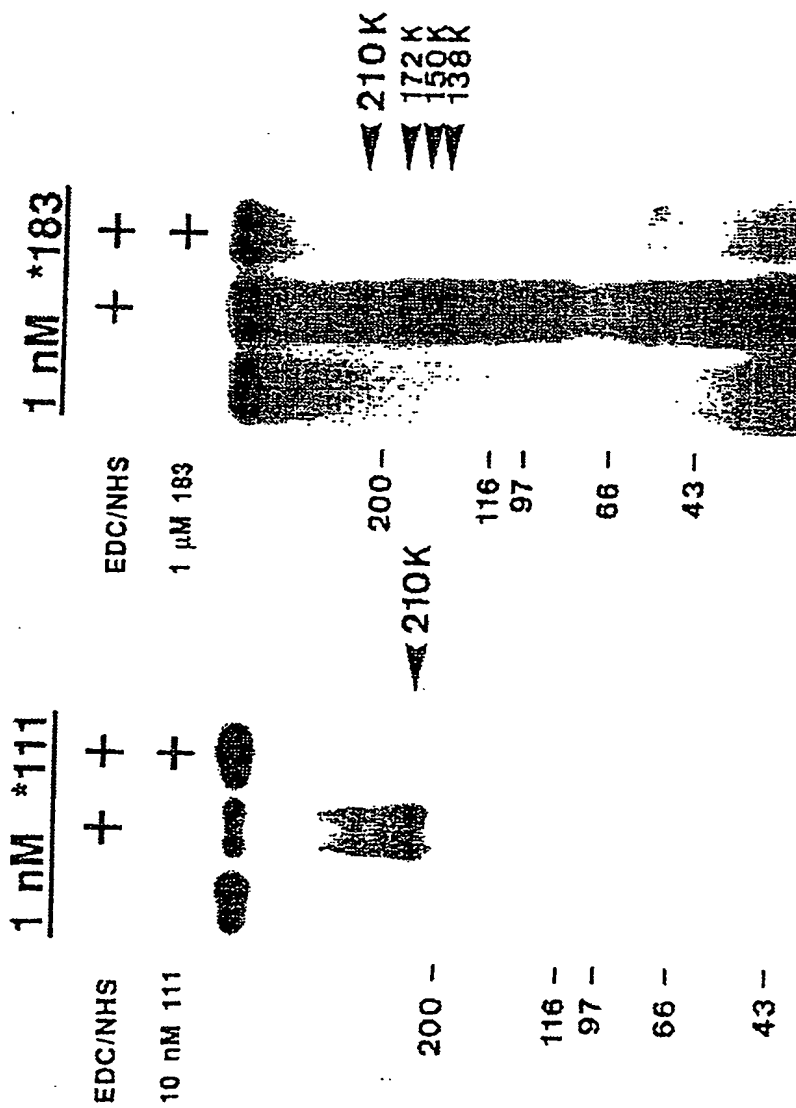 1 nM *111
EDC/NHS + +
10 nM 111 +
210K
200 –
116 –
97 –
66 –
43 –
1 nM *183
EDC/NHS + +
1 µM 183 +
210K
172K
150K
138K
200 –
116 –
97 –
66 –
43 –